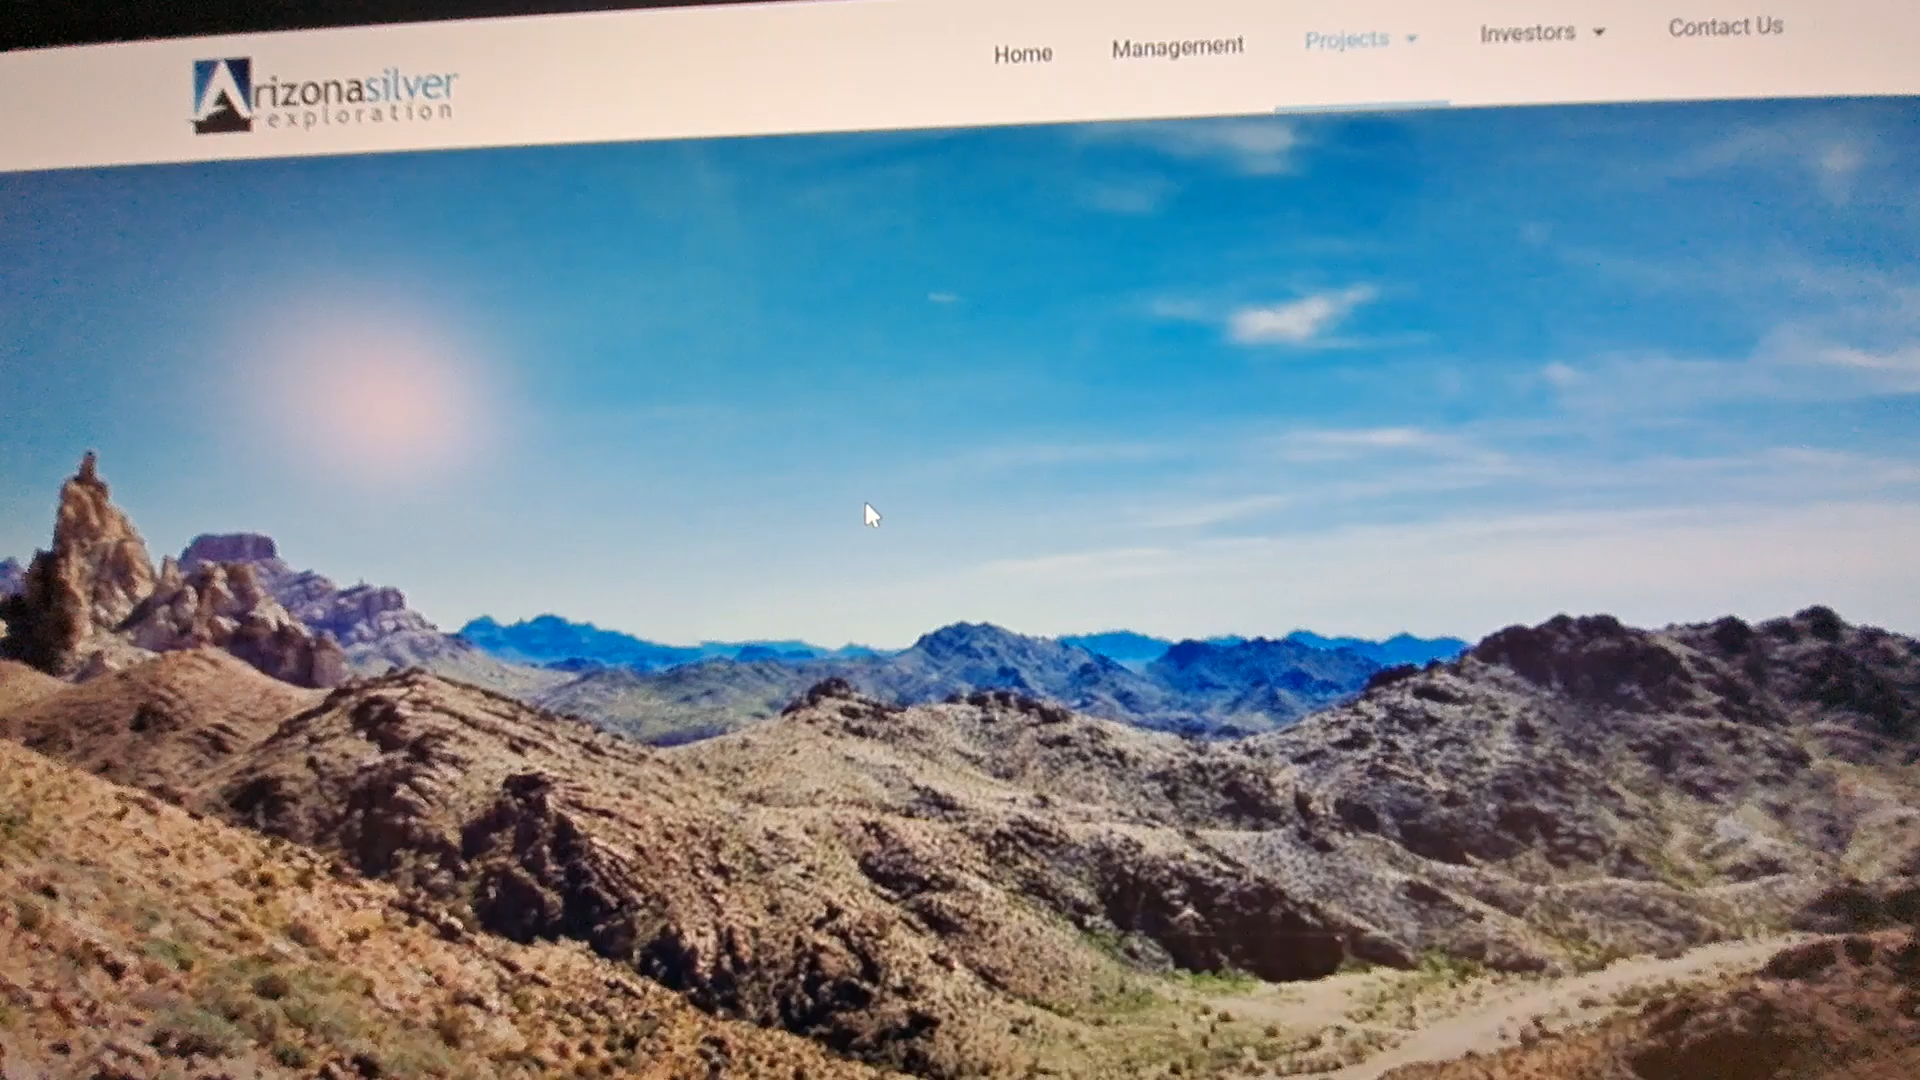 Arizonasilver
exploration
Home Management Projects Investors Contact Us